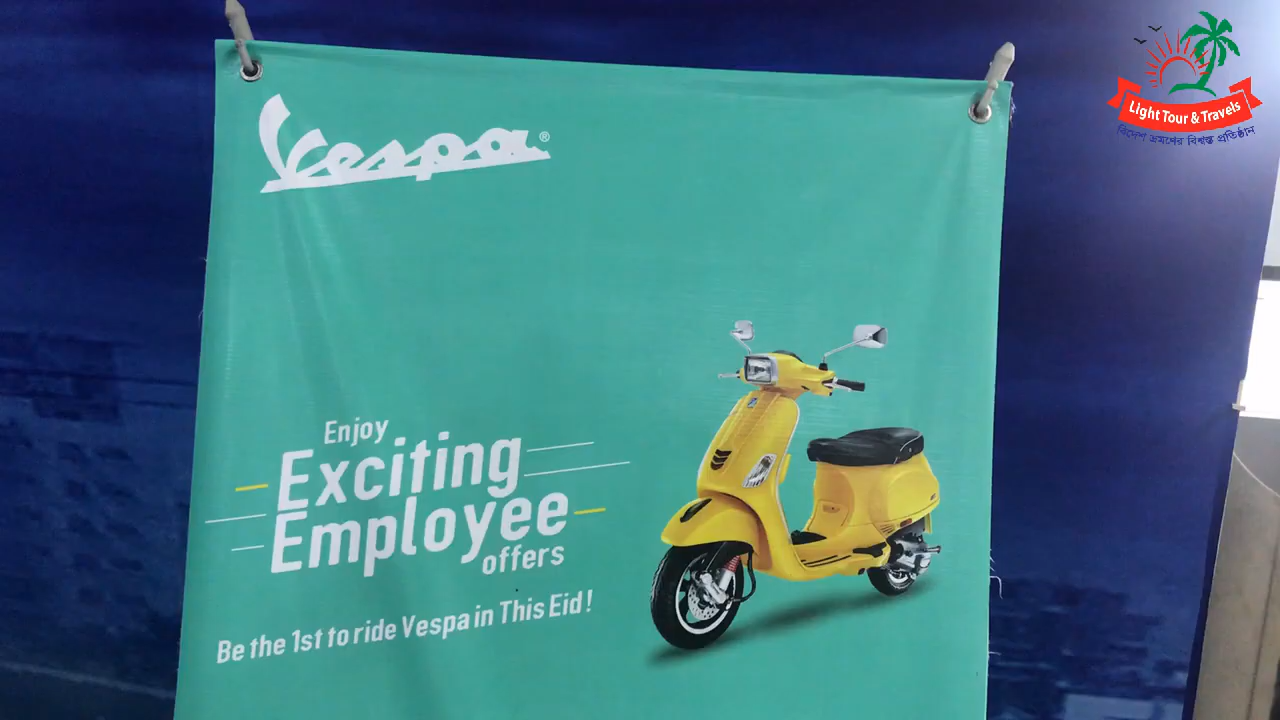 Vespa®
Enjoy
Exciting
Employee
offers
Be the 1st to ride Vespa in This Eid!
Light Tour & Travels
বিদেশ ভ্রমণের বিশ্বস্ত প্রতিষ্ঠান